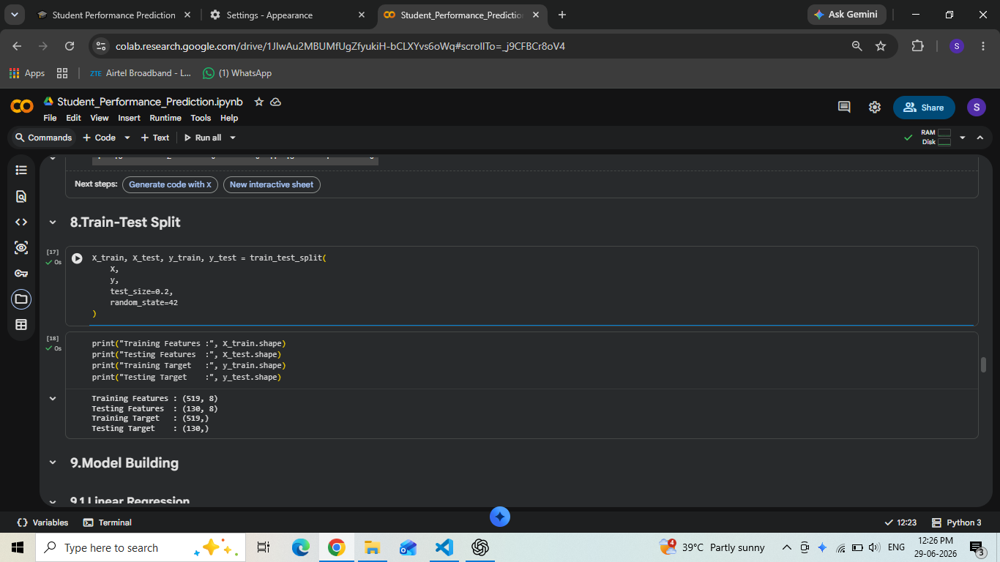 Student Performance Prediction
Settings - Appearance
Student_Performance_Predictio
Ask Gemini
colab.research.google.com/drive/1JIwAu2MBUMfUgZfyukiH-bCLXYvs6oWq#scrollTo=_j9CFBCr8oV4
S
Apps
ZTE Airtel Broadband - L...
(1) WhatsApp
Student_Performance_Prediction.ipynb
File Edit View Insert Runtime Tools Help
Share
S
Commands + Code + Text Run all
RAM
Disk
Next steps: Generate code with X New interactive sheet
8.Train-Test Split
[17]
0s
X_train, X_test, y_train, y_test = train_test_split(
X,
y,
test_size=0.2,
random_state=42
)
[18]
0s
print("Training Features :", X_train.shape)
print("Testing Features  :", X_test.shape)
print("Training Target   :", y_train.shape)
print("Testing Target    :", y_test.shape)
Training Features : (519, 8)
Testing Features  : (130, 8)
Training Target   : (519,)
Testing Target    : (130,)
9.Model Building
9.1 Linear Regression
Variables Terminal
12:23 Python 3
Type here to search
4
39°C Partly sunny
ENG
12:26 PM
29-06-2026
3